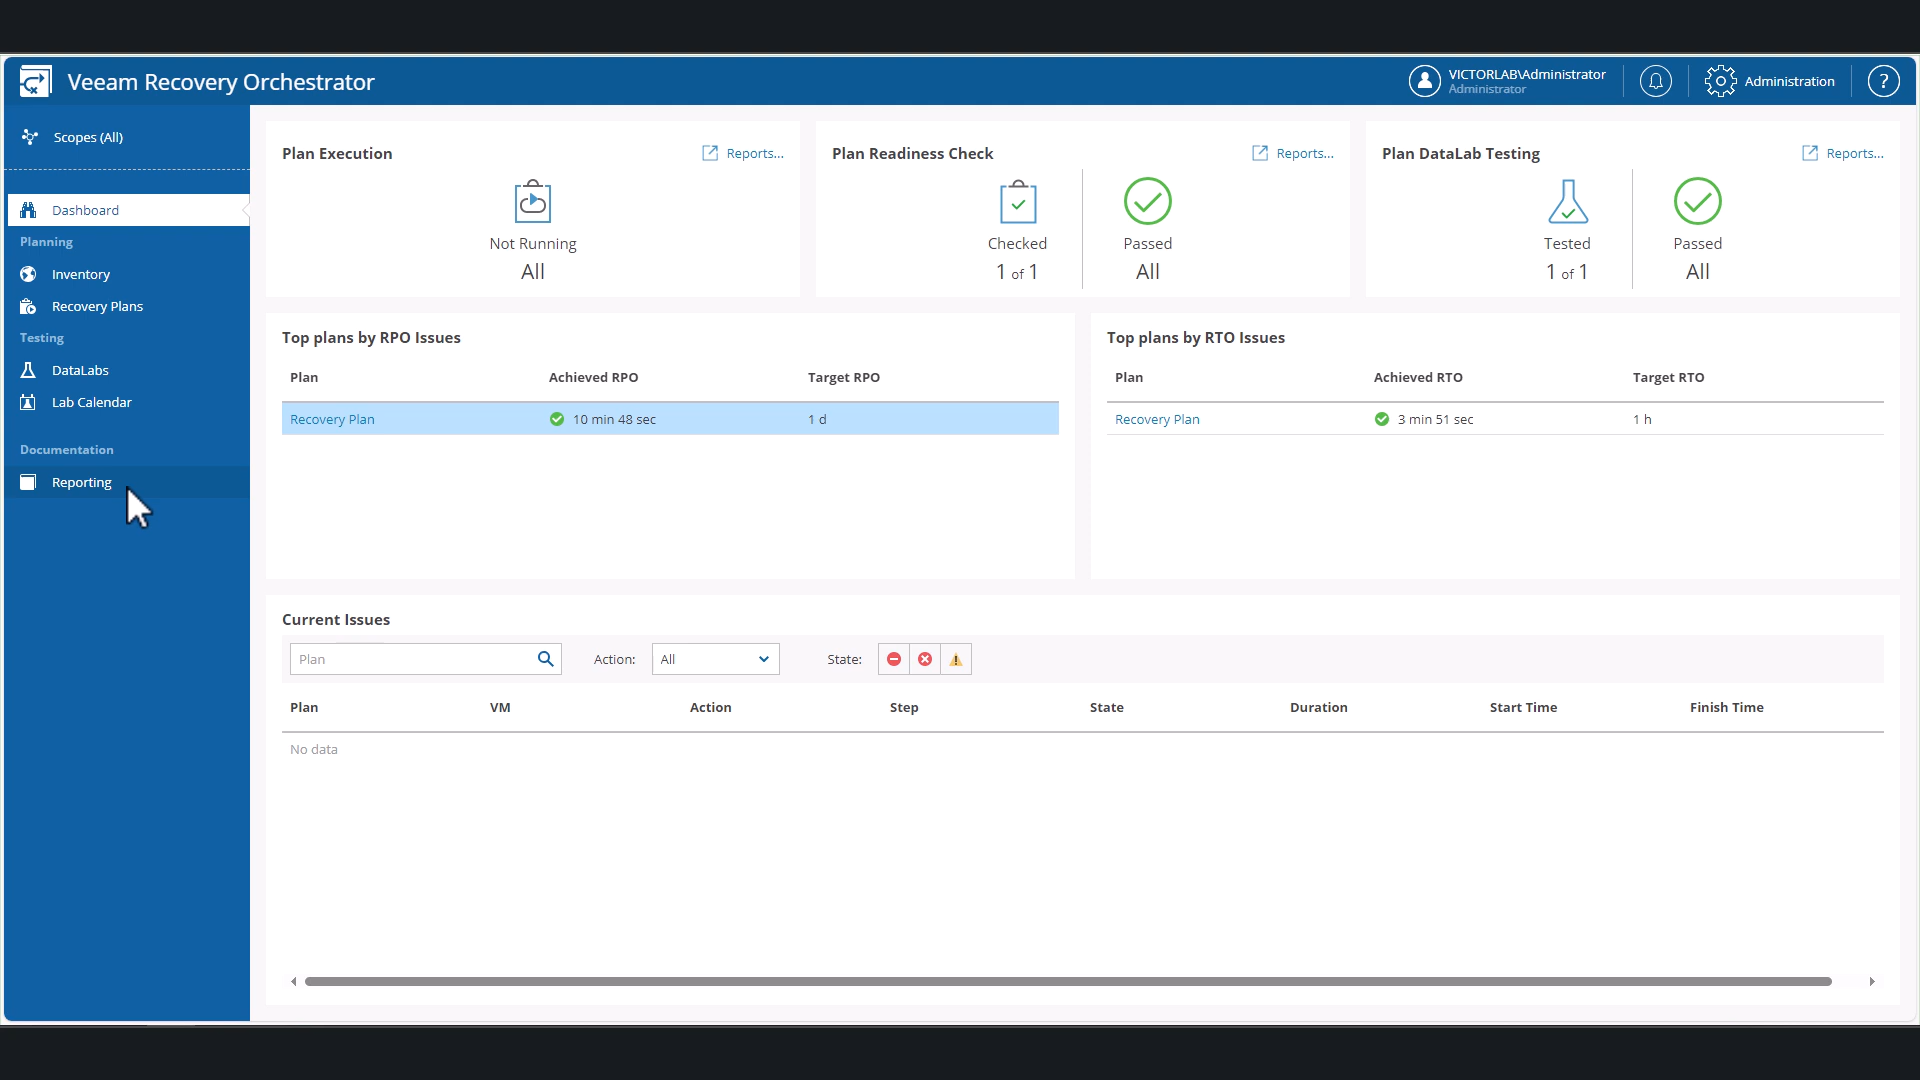 Veeam Recovery Orchestrator
VICTORLAB\Administrator
Administrator
Administration
?
Scopes (All)
Dashboard
Planning
Inventory
Recovery Plans
Testing
DataLabs
Lab Calendar
Documentation
Reporting
Plan Execution
Reports...
Not Running
All
Plan Readiness Check
Reports...
Checked
1 of 1
Passed
All
Plan DataLab Testing
Reports...
Tested
1 of 1
Passed
All
Top plans by RPO Issues
Plan Achieved RPO Target RPO
Recovery Plan 10 min 48 sec 1 d
Top plans by RTO Issues
Plan Achieved RTO Target RTO
Recovery Plan 3 min 51 sec 1 h
Current Issues
Plan Action: All State:
Plan VM Action Step State Duration Start Time Finish Time
No data